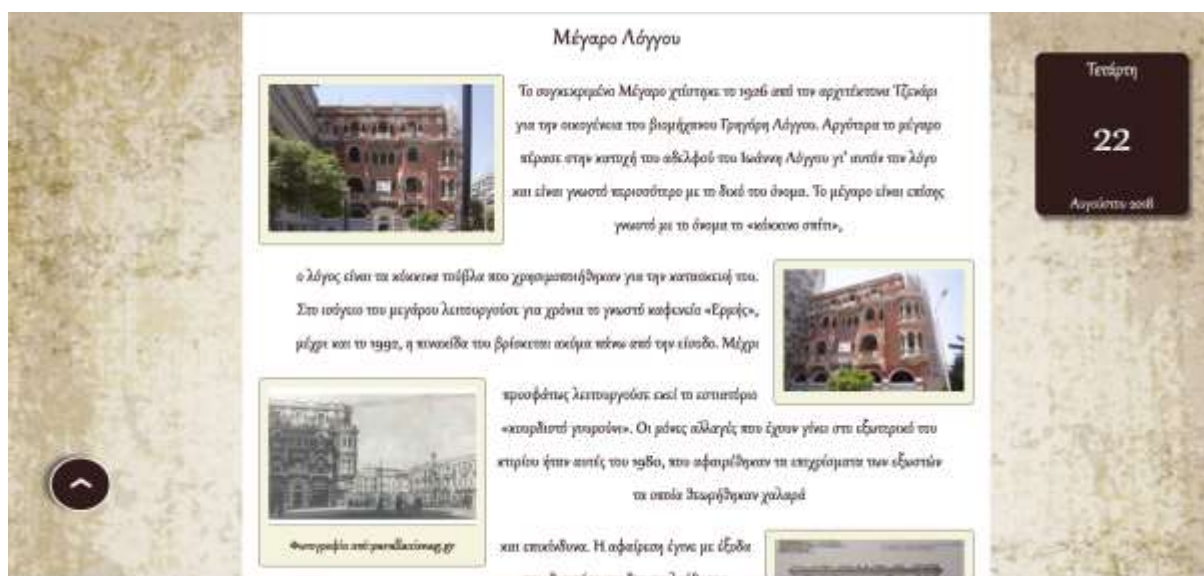 Μέγαρο Λόγγου
Το συγκεκριμένο Μέγαρο χτίστηκε το 1926 από τον αρχιτέκτονα Τζενάρι
για την οικογένεια του βιομήχανου Γρηγόρη Λόγγου. Αργότερα το μέγαρο
πέρασε στην κατοχή του αδελφού του Ιωάννη Λόγγου γι' αυτόν τον λόγο
και είναι γνωστό περισσότερο με το δικό του όνομα. Το μέγαρο είναι επίσης
γνωστό με το όνομα το «κόκκινο σπίτι»,
ο λόγος είναι τα κόκκινα τούβλα που χρησιμοποιήθηκαν για την κατασκευή του.
Στο ισόγειο του μεγάρου λειτουργούσε για χρόνια το γνωστό καφενείο «Ερμής»,
μέχρι και το 1992, η πινακίδα του βρίσκεται ακόμα πάνω από την είσοδο. Μέχρι
προσφάτως λειτουργούσε εκεί το εστιατόριο
«κουρδιστό γουρούνι». Οι μόνες αλλαγές που έχουν γίνει στο εξωτερικό του
κτιρίου ήταν αυτές του 1980, που αφαιρέθηκαν τα επιχρίσματα των εξωστών
τα οποία θεωρήθηκαν χαλαρά
Φωτογραφία από:parallaximag.gr
και επικίνδυνα. Η αφαίρεση έγινε με έξοδα
Τετάρτη
22
Αυγούστου 2018